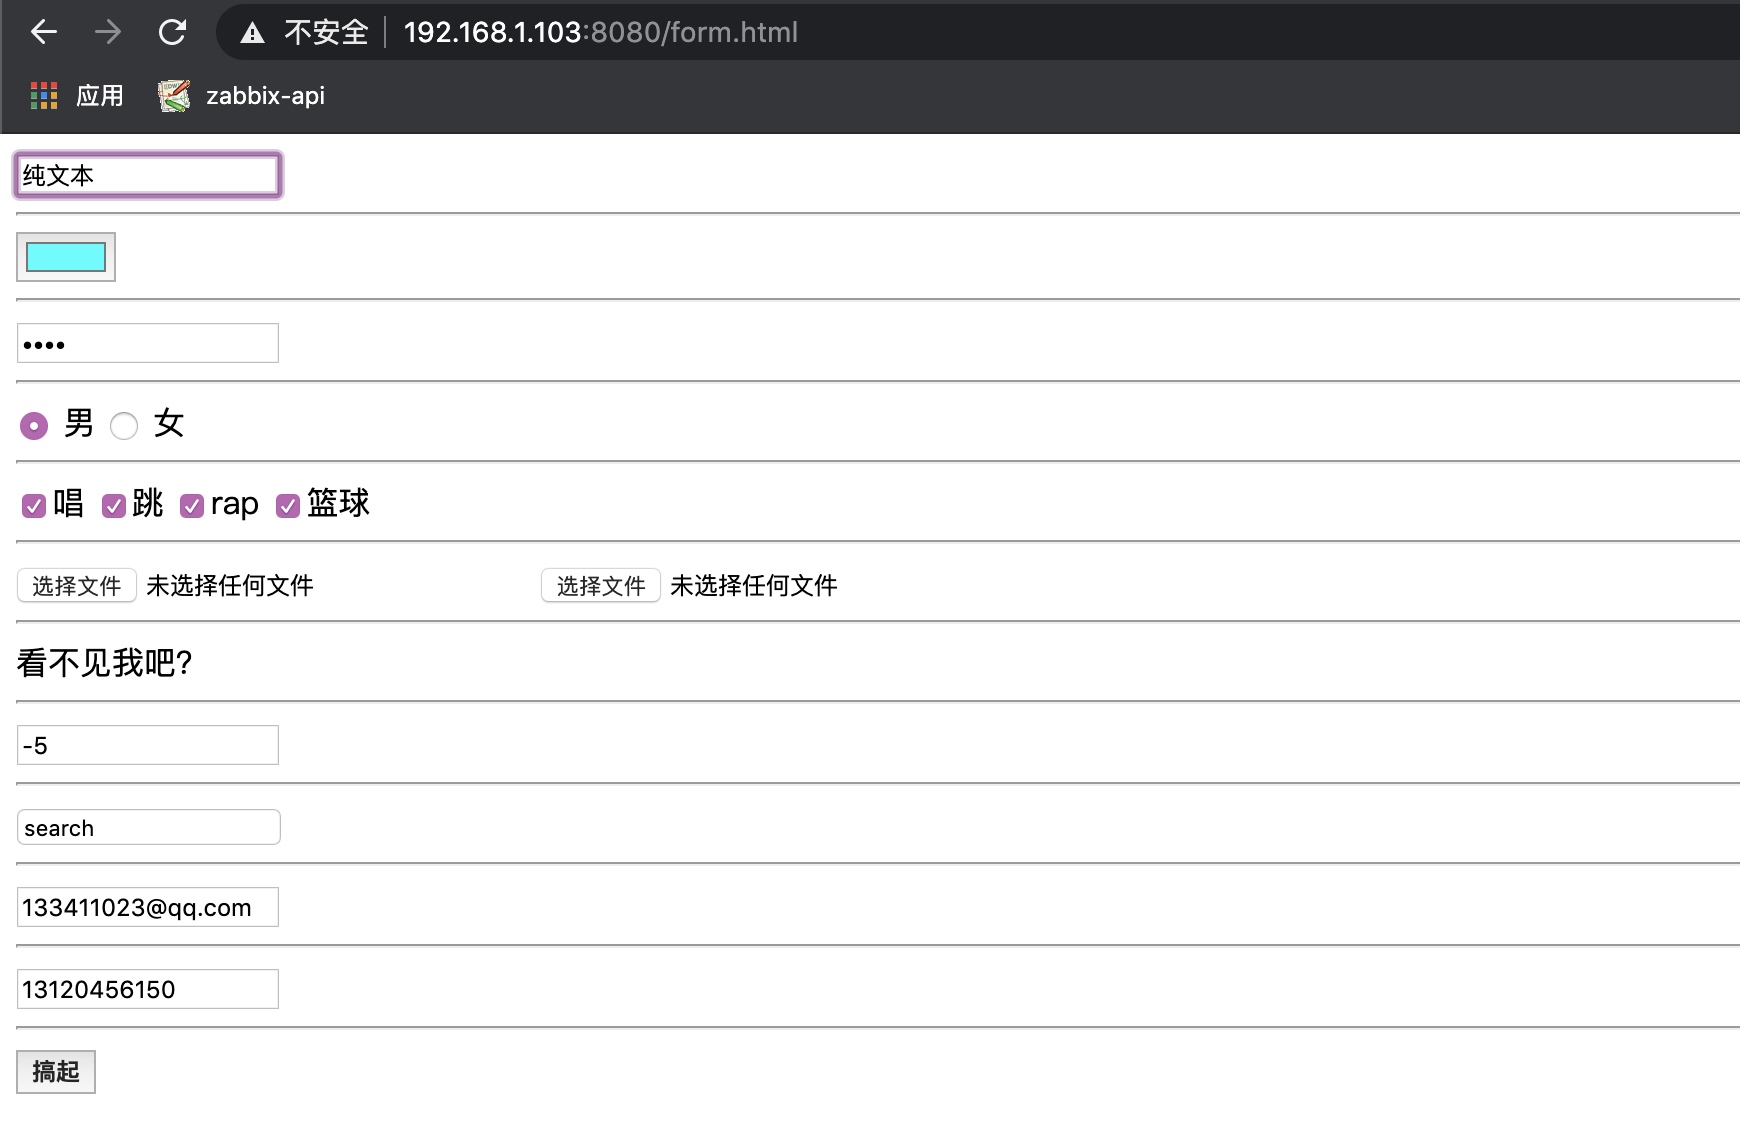 不安全 192.168.1.103:8080/form.html
应用 zabbix-api
纯文本
••••
男 女
唱 跳 rap 篮球
选择文件 未选择任何文件 选择文件 未选择任何文件
看不见我吧?
-5
search
133411023@qq.com
13120456150
搞起